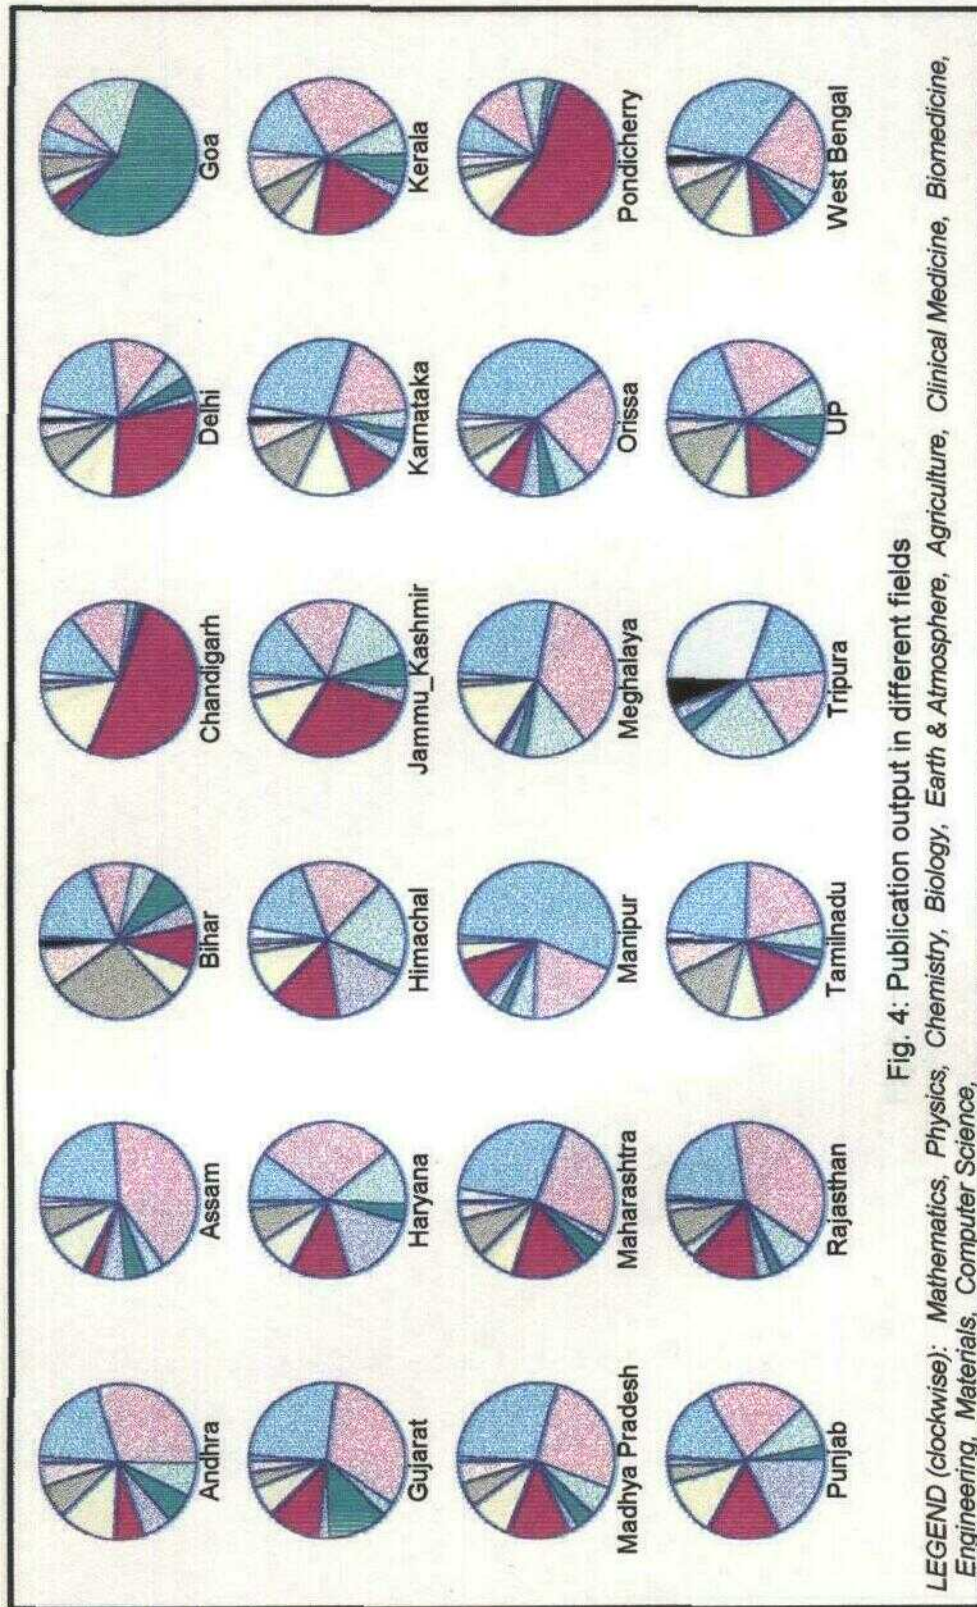 Andhra Assam Bihar Chandigarh Delhi Goa
Gujarat Haryana Himachal Jammu_Kashmir Karnataka Kerala
Madhya Pradesh Maharashtra Manipur Meghalaya Orissa Pondicherry
Punjab Rajasthan Tamilnadu Tripura UP West Bengal
Fig. 4: Publication output in different fields
LEGEND (clockwise): Mathematics, Physics, Chemistry, Biology, Earth & Atmosphere, Agriculture, Clinical Medicine, Biomedicine,
Engineering, Materials, Computer Science,